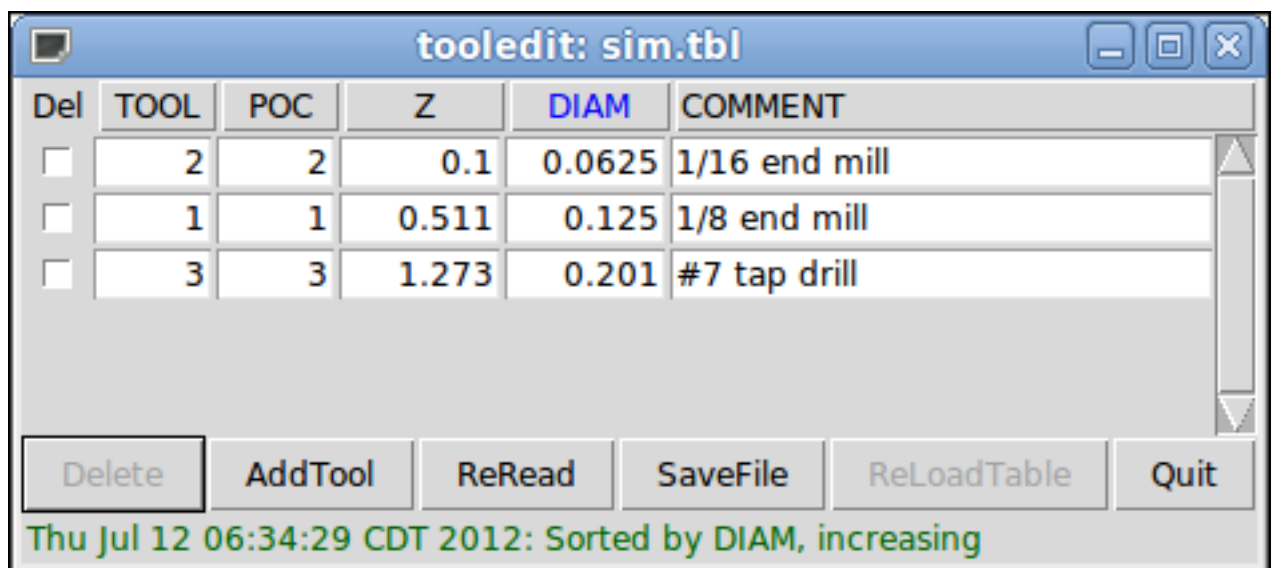 tooledit: sim.tbl
Del TOOL POC Z DIAM COMMENT
2 2 0.1 0.0625 1/16 end mill
1 1 0.511 0.125 1/8 end mill
3 3 1.273 0.201 #7 tap drill
Delete AddTool ReRead SaveFile ReLoadTable Quit
Thu Jul 12 06:34:29 CDT 2012: Sorted by DIAM, increasing